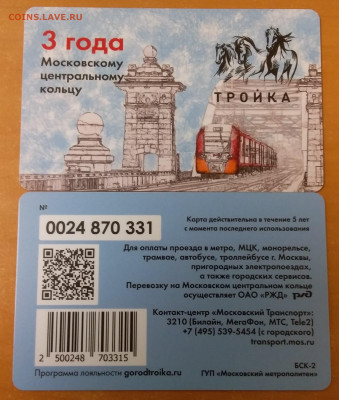 COINS.LAVE.RU
3 года
Московскому
центральному
кольцу
ТРОЙКА
№
0024 870 331
Карта действительна в течение 5 лет
с момента последнего использования
Для оплаты проезда в метро, МЦК, монорельсе,
трамвае, автобусе, троллейбусе г. Москвы,
пригородных электропоездах,
а также городских сервисов.
Перевозку на Московском центральном кольце
осуществляет ОАО «РЖД» РЖД
Контакт-центр «Московский Транспорт»:
3210 (Билайн, МегаФон, МТС, Tele2)
+7 (495) 539-5454 (с городского)
transport.mos.ru
2 500248 703315
БСК-2
Программа лояльности gorodtroika.ru
ГУП «Московский метрополитен»